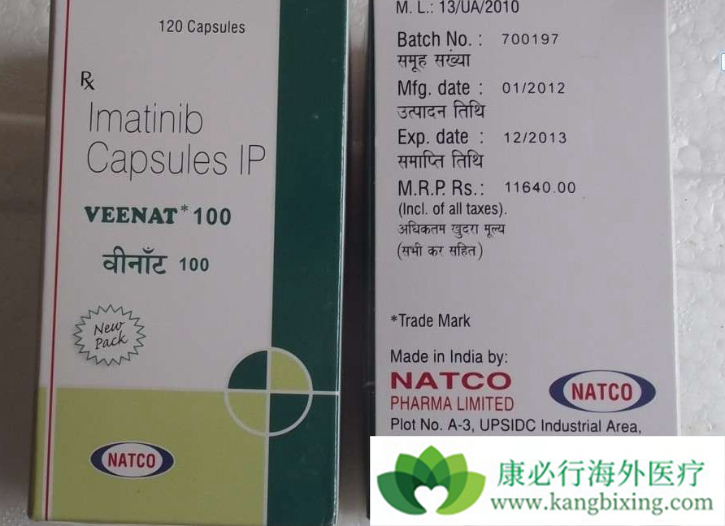 120 Capsules
Rx
Imatinib
Capsules IP
VEENAT* 100
वीनाँट 100
New
Pack
NATCO
M. L.: 13/UA/2010
Batch No. : 700197
समूह संख्या
Mfg. date : 01/2012
उत्पादन तिथि
Exp. date : 12/2013
समाप्ति तिथि
M.R.P. Rs.: 11640.00
(Incl. of all taxes).
अधिकतम खुदरा मूल्य
(सभी कर सहित)
*Trade Mark
Made in India by:
NATCO
PHARMA LIMITED
NATCO
Plot No. A-3, UPSIDC Industrial Area,
康必行海外医疗
www.kangbixing.com